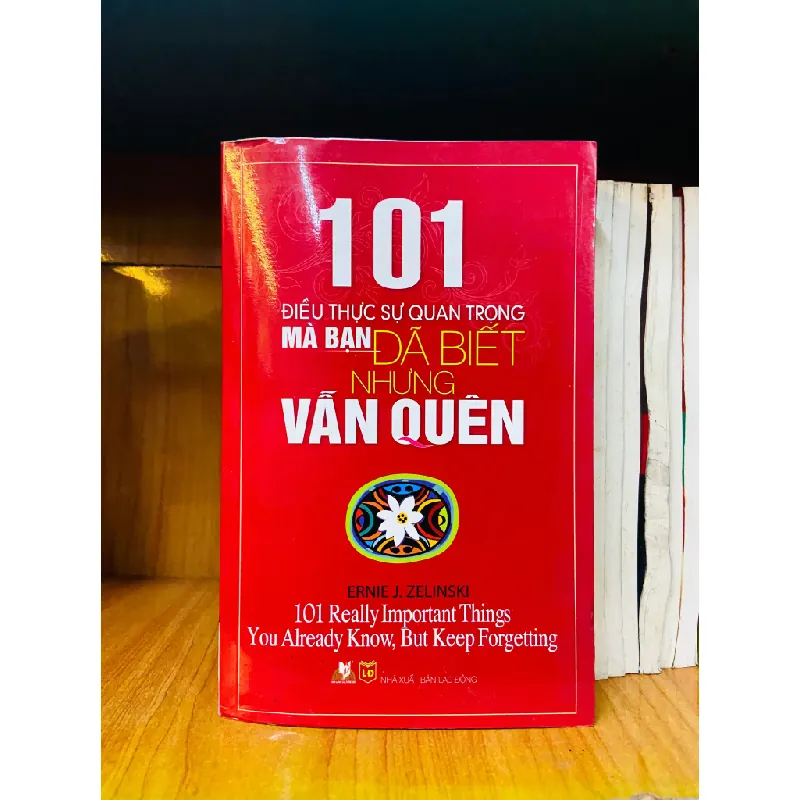 101
ĐIỀU THỰC SỰ QUAN TRỌNG
MÀ BẠN ĐÃ BIẾT
NHƯNG
VẪN QUÊN
ERNIE J. ZELINSKI
101 Really Important Things
You Already Know, But Keep Forgetting
LĐ NHÀ XUẤT BẢN LAO ĐỘNG